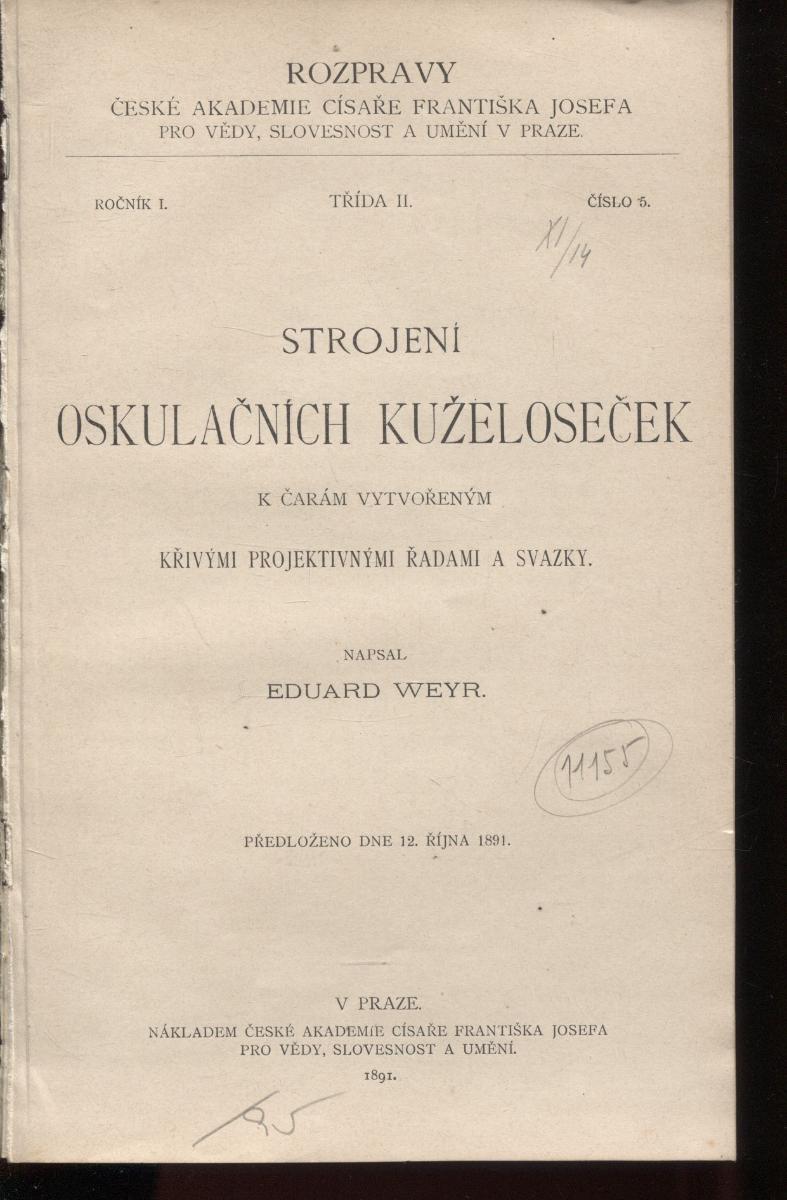 ROZPRAVY
ČESKÉ AKADEMIE CÍSAŘE FRANTIŠKA JOSEFA
PRO VĚDY, SLOVESNOST A UMĚNÍ V PRAZE.
ROČNÍK I. TŘÍDA II. ČÍSLO 5.
XI/14
STROJENÍ
OSKULAČNÍCH KUŽELOSEČEK
K ČARÁM VYTVOŘENÝM
KŘIVÝMI PROJEKTIVNÝMI ŘADAMI A SVAZKY.
NAPSAL
EDUARD WEYR.
11155
PŘEDLOŽENO DNE 12. ŘÍJNA 1891.
V PRAZE.
NÁKLADEM ČESKÉ AKADEMIE CÍSAŘE FRANTIŠKA JOSEFA
PRO VĚDY, SLOVESNOST A UMĚNÍ.
1891.